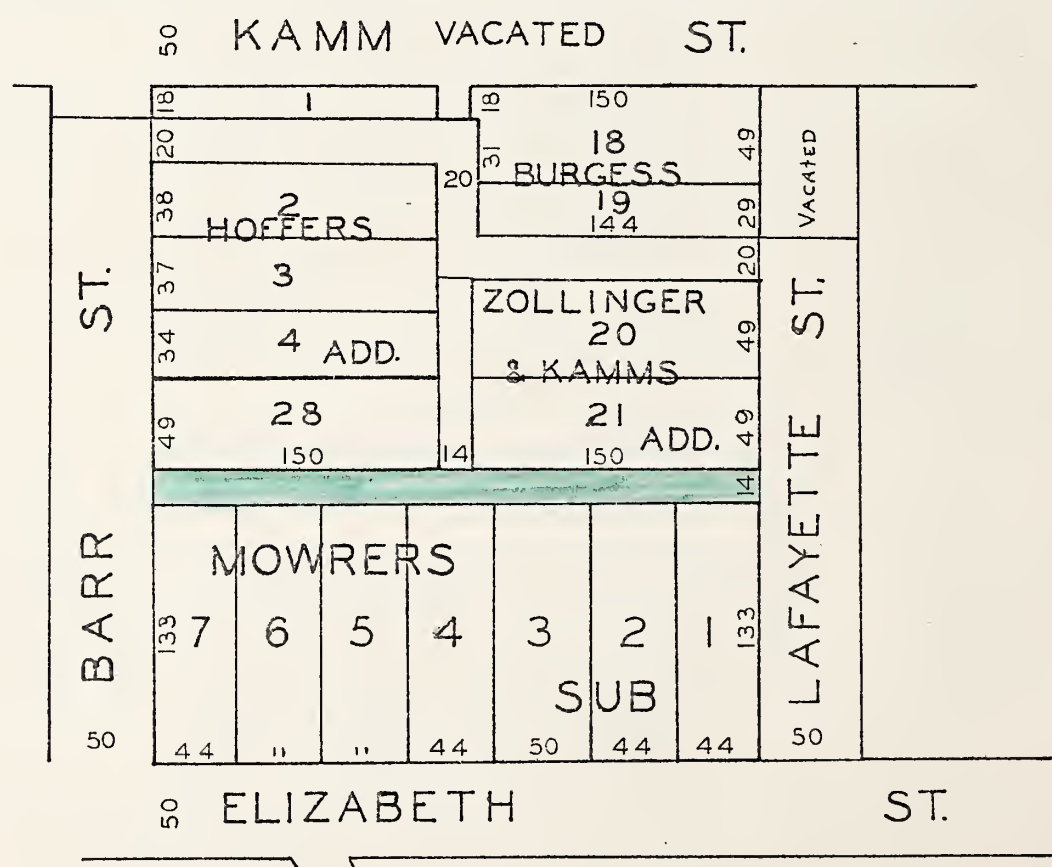 50 KAMM VACATED ST.
18 1 18 150
20 31 18 49 VACATED
20 BURGESS
38 2 19 29
HOFFERS 144
37 3 20
ST. ZOLLINGER ST.
34 4 ADD. 20 49
& KAMMS
49 28 21 49
ADD.
150 14 150
14
BARR LAFAYETTE
MOWRERS
133 7 6 5 4 3 2 1 133
SUB
50 44 " " 44 50 44 44 50
50 ELIZABETH ST.